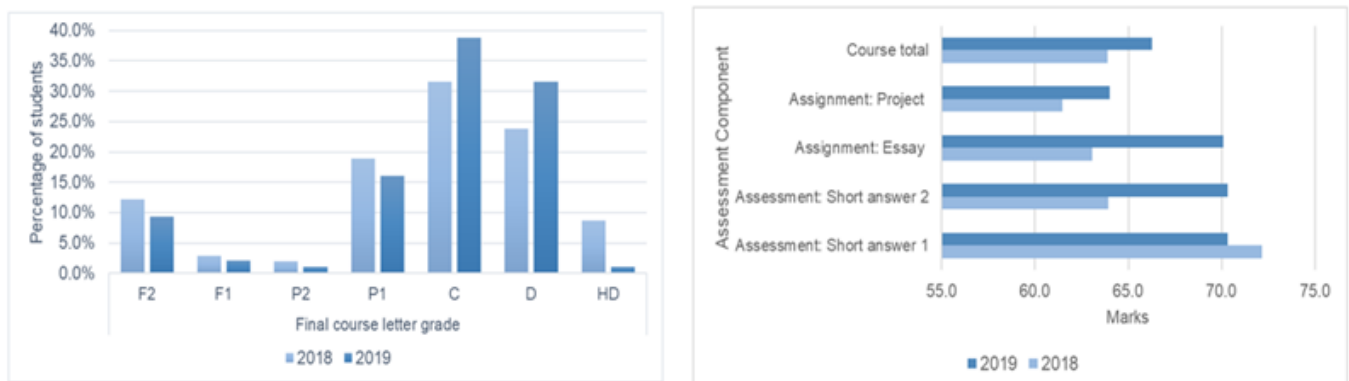 40.0%
35.0%
30.0%
25.0%
20.0%
15.0%
10.0%
5.0%
0.0%
Percentage of students
F2 F1 P2 P1 C D HD
Final course letter grade
2018 2019
Assessment Component
Course total
Assignment: Project
Assignment: Essay
Assessment: Short answer 2
Assessment: Short answer 1
55.0 60.0 65.0 70.0 75.0
Marks
2019 2018